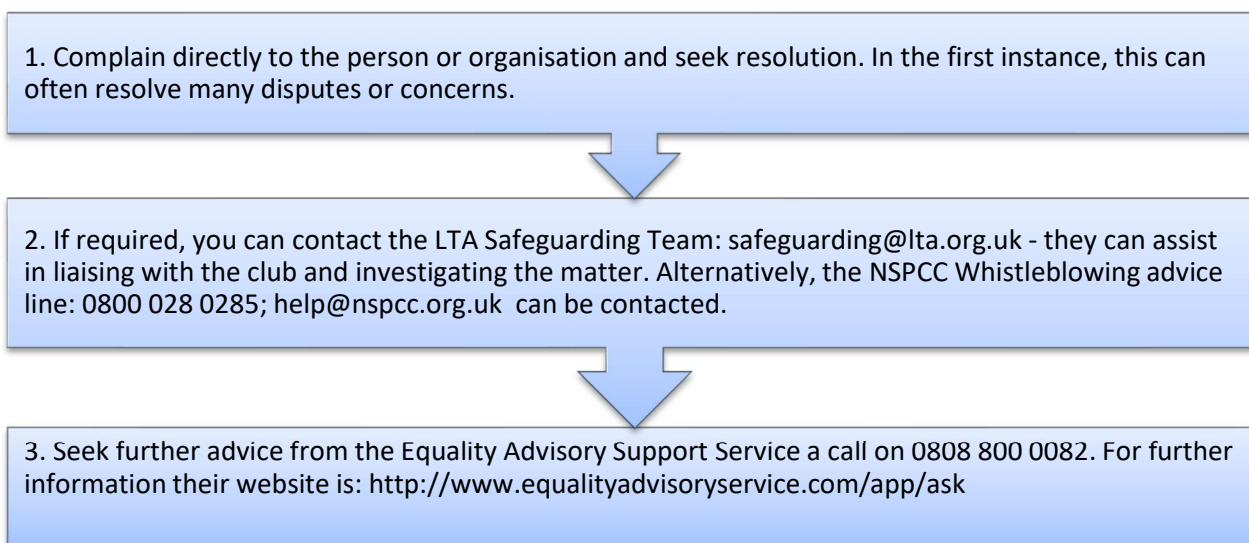 1. Complain directly to the person or organisation and seek resolution. In the first instance, this can
often resolve many disputes or concerns.
2. If required, you can contact the LTA Safeguarding Team: safeguarding@lta.org.uk - they can assist
in liaising with the club and investigating the matter. Alternatively, the NSPCC Whistleblowing advice
line: 0800 028 0285; help@nspcc.org.uk  can be contacted.
3. Seek further advice from the Equality Advisory Support Service a call on 0808 800 0082. For further
information their website is: http://www.equalityadvisoryservice.com/app/ask